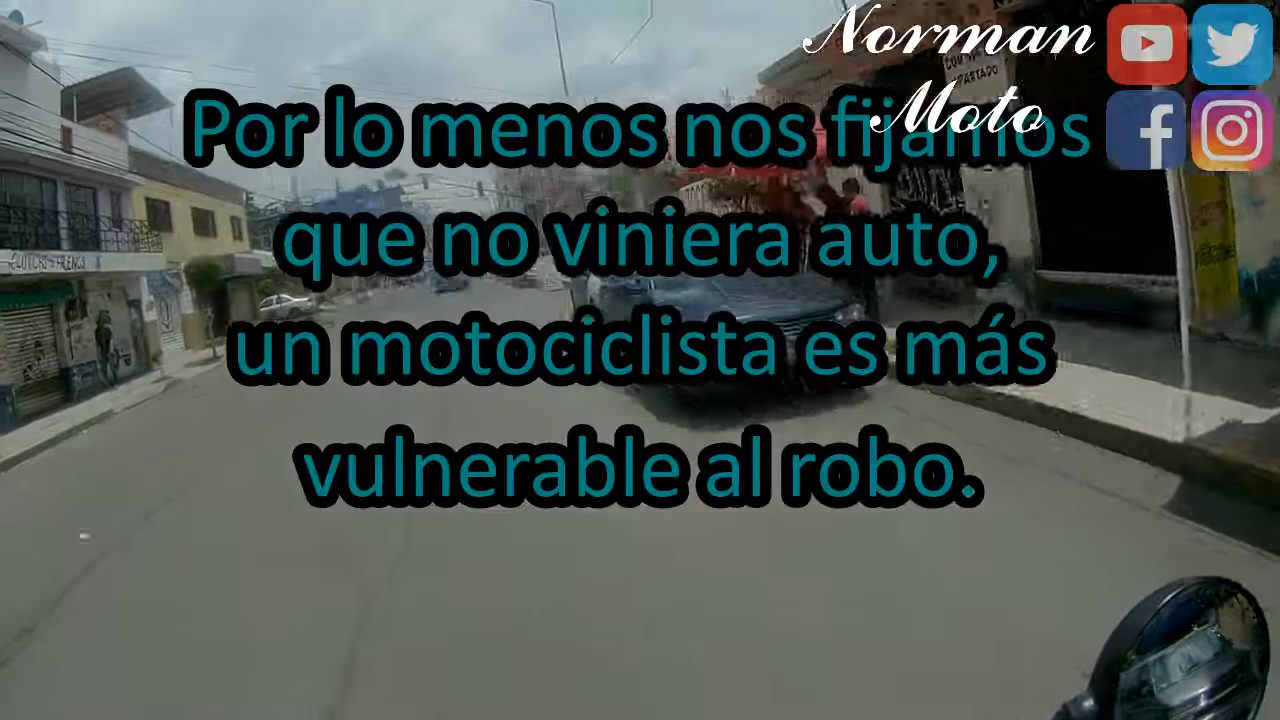 Norman
Moto
Por lo menos nos fijamos
que no viniera auto,
un motociclista es más
vulnerable al robo.